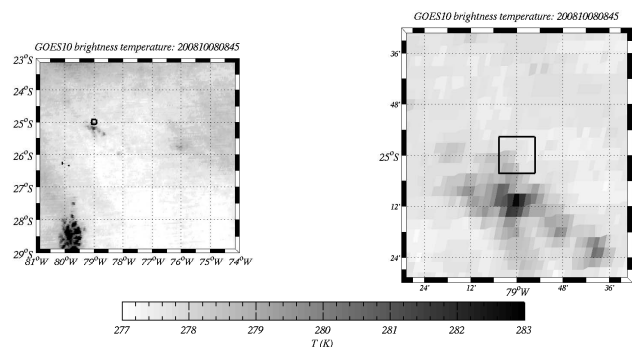 GOES10 brightness temperature: 200810080845
GOES10 brightness temperature: 200810080845
23°S
24°S
25°S
26°S
27°S
28°S
29°S
81°W 80°W 79°W 78°W 77°W 76°W 75°W 74°W
36'
48'
25°S
12'
24'
24' 12' 79°W 48' 36'
277 278 279 280 281 282 283
T (K)